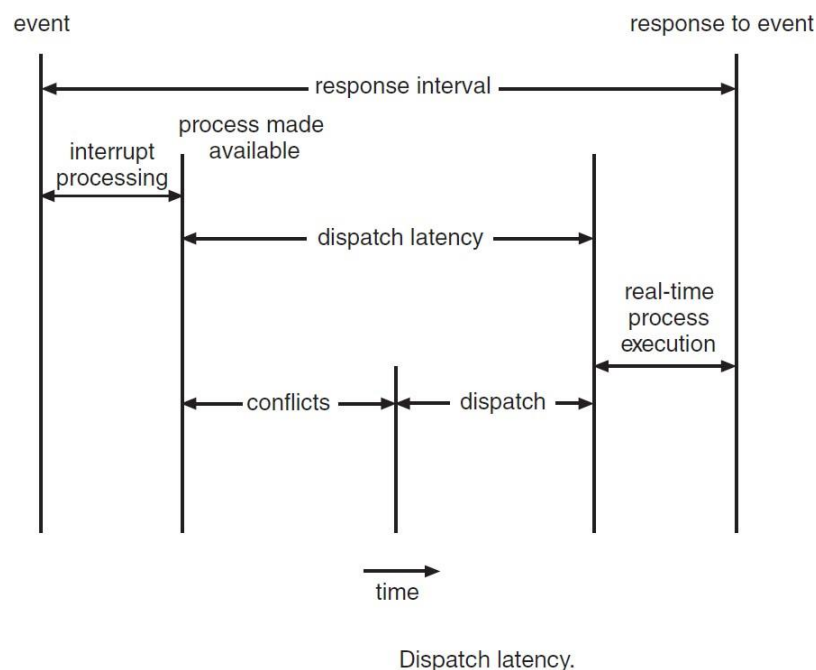 event
response to event
response interval
process made
available
interrupt
processing
dispatch latency
real-time
process
execution
conflicts
dispatch
time
Dispatch latency.